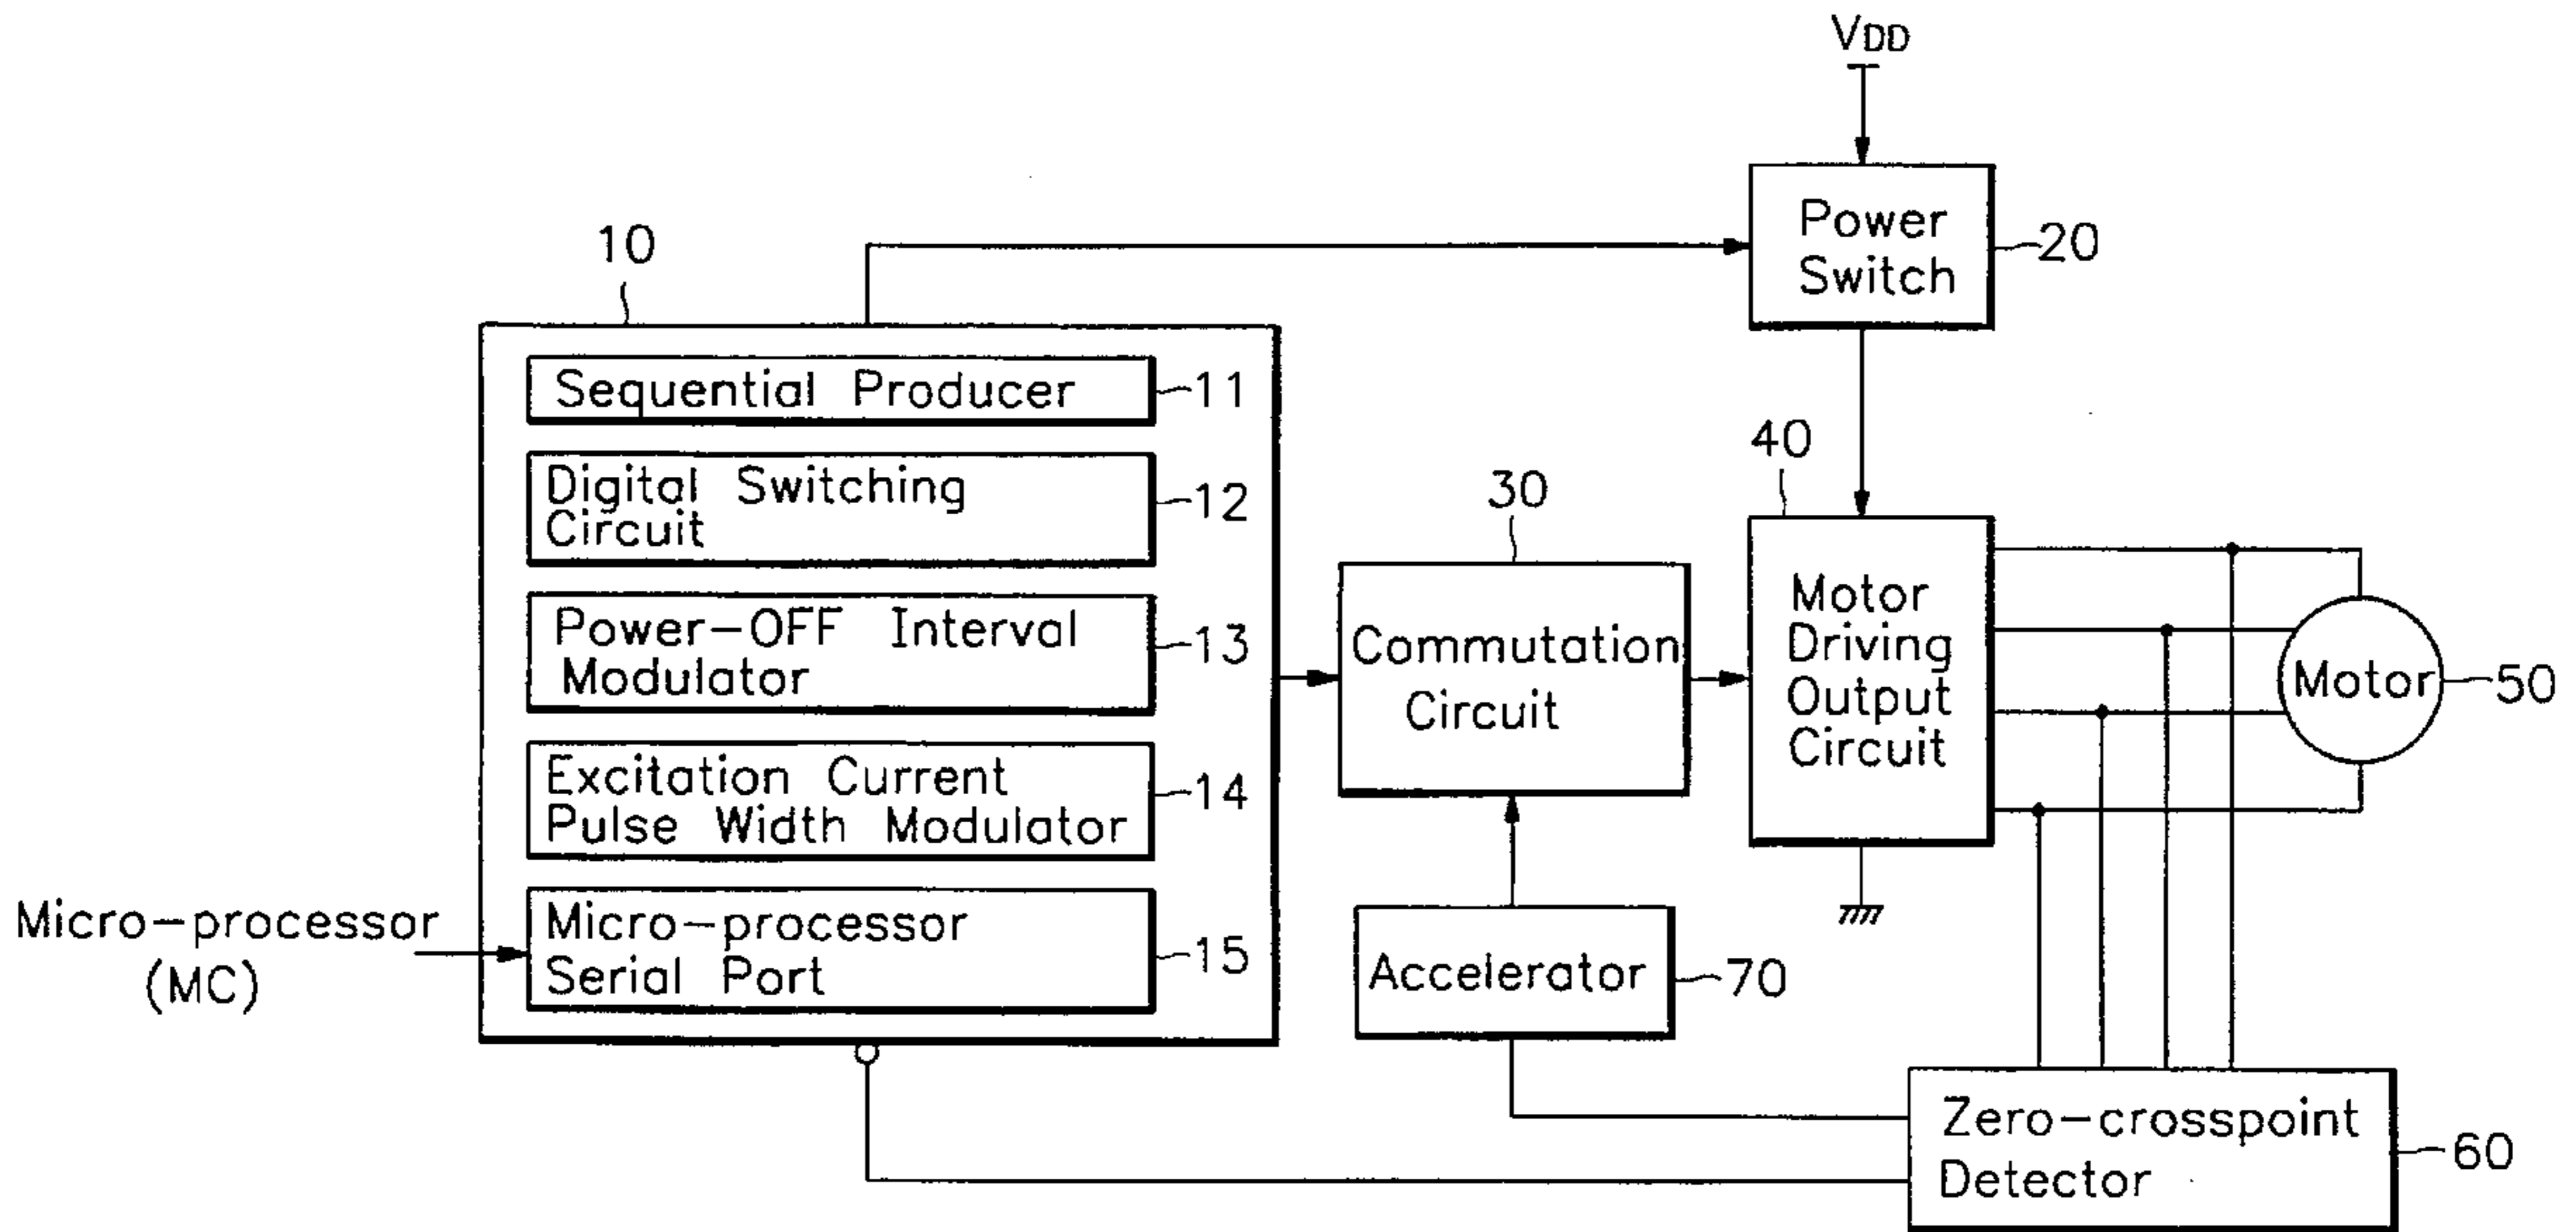 VDD
Power
Switch
20
10
Sequential Producer
11
Digital Switching
Circuit
12
Power-OFF Interval
Modulator
13
Excitation Current
Pulse Width Modulator
14
Micro-processor
(MC)
Micro-processor
Serial Port
15
30
Commutation
Circuit
40
Motor
Driving
Output
Circuit
Motor
50
Accelerator
70
Zero-crosspoint
Detector
60